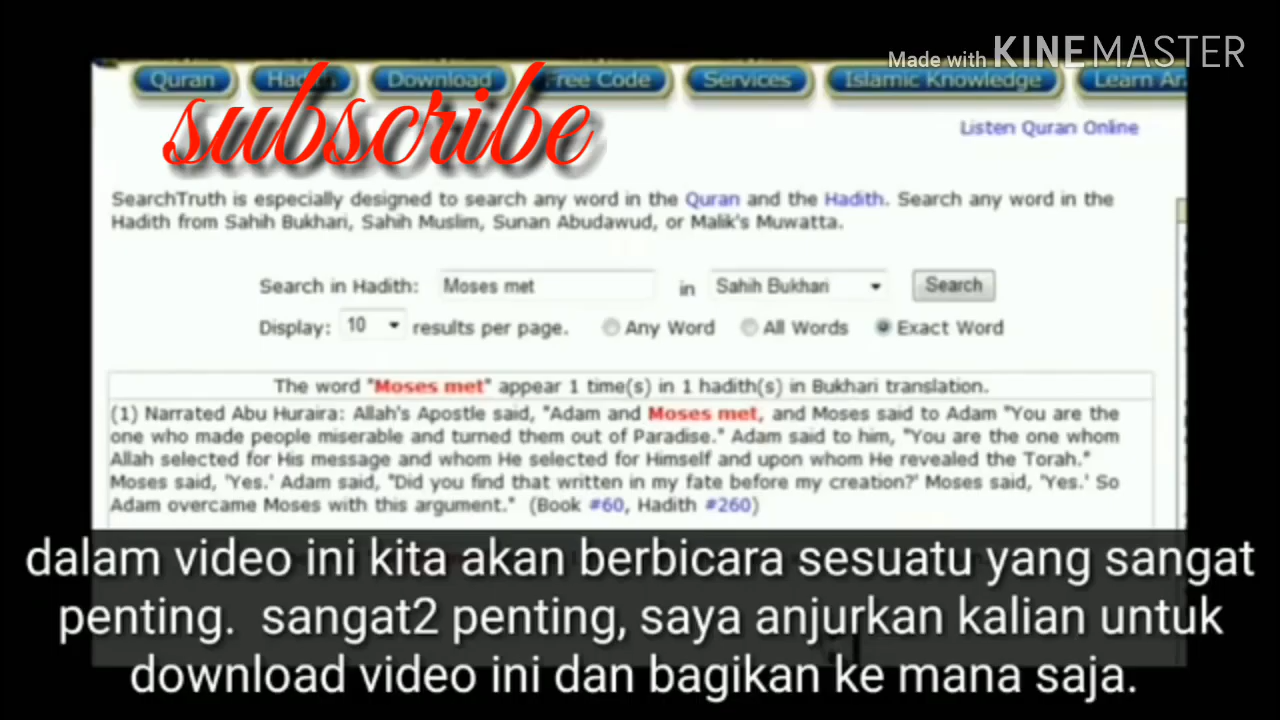 Made with KINEMASTER
Quran Hadith Download Free Code Services Islamic Knowledge Learn Ar
subscribe
Listen Quran Online
SearchTruth is especially designed to search any word in the Quran and the Hadith. Search any word in the
Hadith from Sahih Bukhari, Sahih Muslim, Sunan Abudawud, or Malik's Muwatta.
Search in Hadith: Moses met in Sahih Bukhari Search
Display: 10 results per page. Any Word All Words Exact Word
The word "Moses met" appear 1 time(s) in 1 hadith(s) in Bukhari translation.
(1) Narrated Abu Huraira: Allah's Apostle said, "Adam and Moses met, and Moses said to Adam "You are the
one who made people miserable and turned them out of Paradise." Adam said to him, "You are the one whom
Allah selected for His message and whom He selected for Himself and upon whom He revealed the Torah."
Moses said, 'Yes.' Adam said, "Did you find that written in my fate before my creation?' Moses said, 'Yes.' So
Adam overcame Moses with this argument." (Book #60, Hadith #260)
dalam video ini kita akan berbicara sesuatu yang sangat
penting. sangat2 penting, saya anjurkan kalian untuk
download video ini dan bagikan ke mana saja.